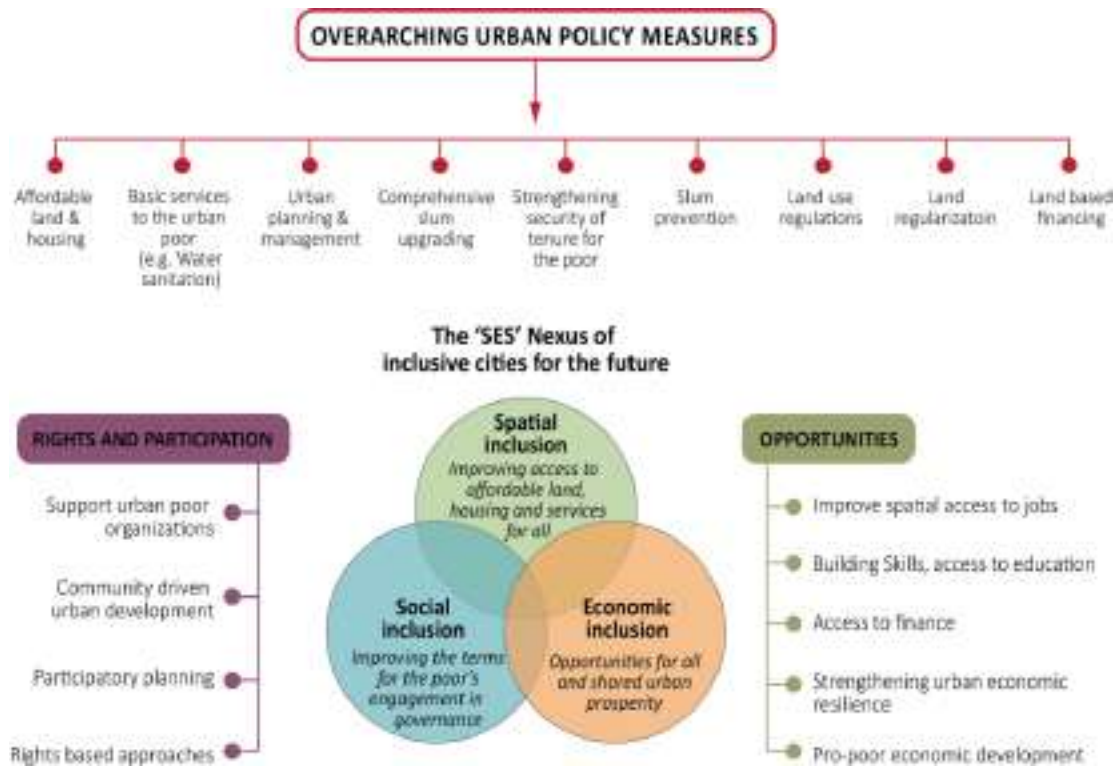 OVERARCHING URBAN POLICY MEASURES
Affordable
land &
housing
Basic services
to the urban
poor
(e.g. Water
sanitation)
Urban
planning &
management
Comprehensive
slum
upgrading
Strengthening
security of
tenure for
the poor
Slum
prevention
Land use
regulations
Land
regularizatoin
Land based
financing
The ‘SES’ Nexus of
inclusive cities for the future
RIGHTS AND PARTICIPATION
Support urban poor
organizations
Community driven
urban development
Participatory planning
Rights based approaches
Spatial
inclusion
Improving access to
affordable land,
housing and services
for all
Social
inclusion
Improving the terms
for the poor's
engagement in
governance
Economic
inclusion
Opportunities for all
and shared urban
prosperity
OPPORTUNITIES
Improve spatial access to jobs
Building Skills, access to education
Access to finance
Strengthening urban economic
resilience
Pro-poor economic development